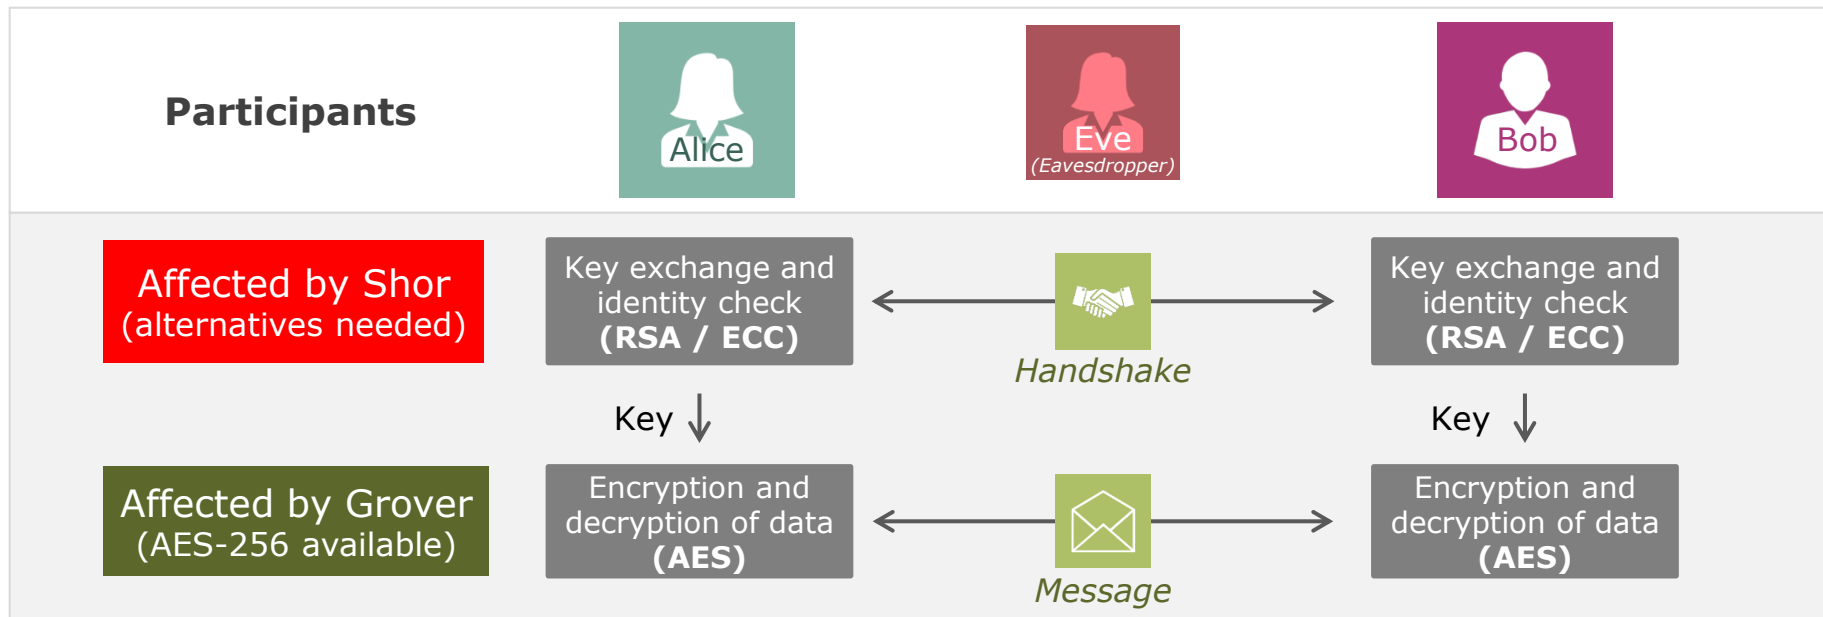 Participants
Alice
Eve
(Eavesdropper)
Bob
Affected by Shor
(alternatives needed)
Key exchange and
identity check
(RSA / ECC)
Handshake
Key exchange and
identity check
(RSA / ECC)
Key
Key
Affected by Grover
(AES-256 available)
Encryption and
decryption of data
(AES)
Message
Encryption and
decryption of data
(AES)